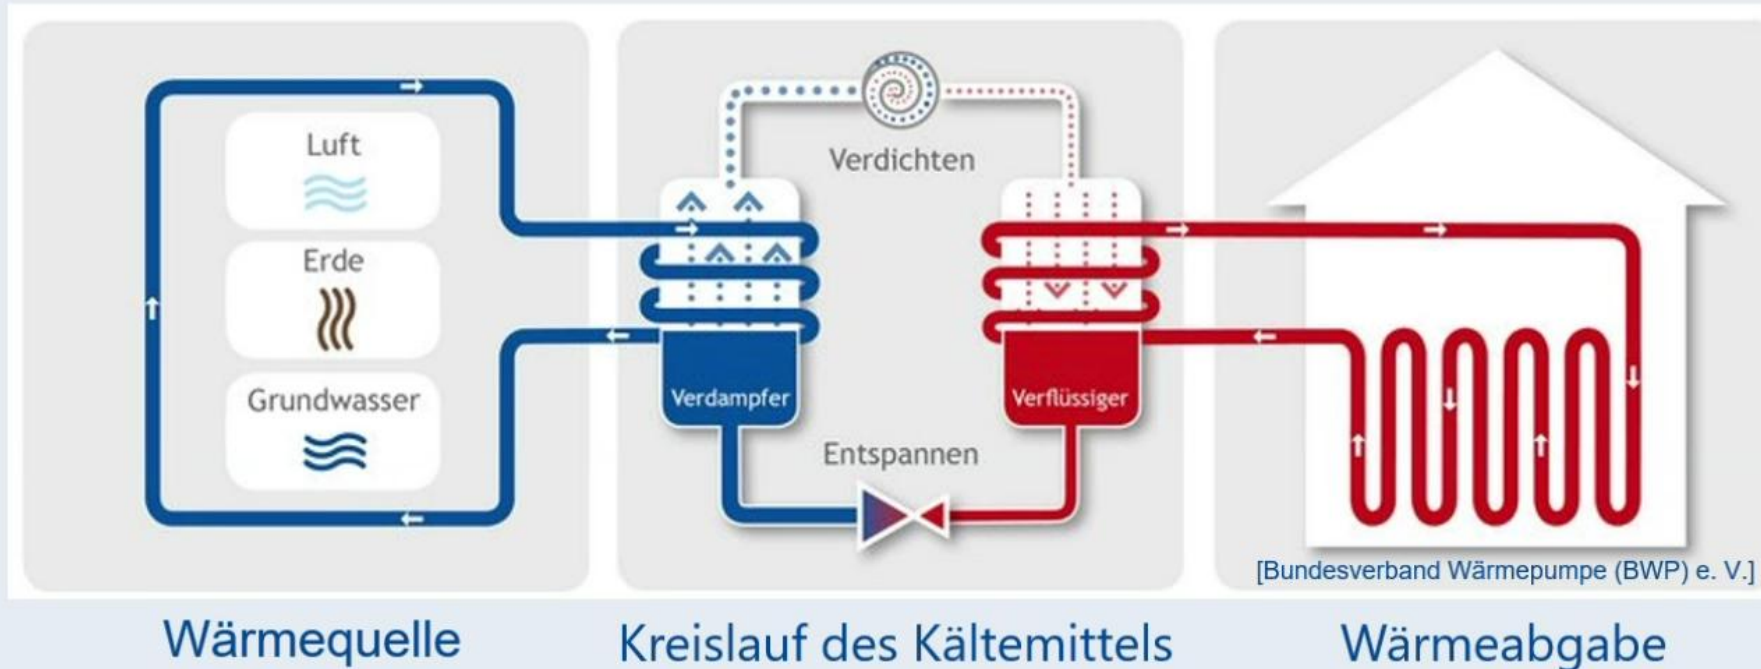 Luft
Erde
Grundwasser
Verdichten
Verdampfer
Verflüssiger
Entspannen
[Bundesverband Wärmepumpe (BWP) e. V.]
Wärmequelle
Kreislauf des Kältemittels
Wärmeabgabe